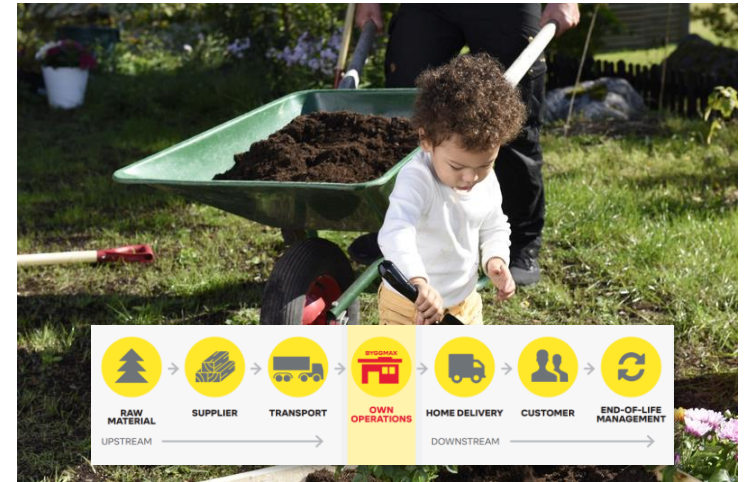 BYGGMAX
RAW
MATERIAL
SUPPLIER
TRANSPORT
OWN
OPERATIONS
HOME DELIVERY
CUSTOMER
END-OF-LIFE
MANAGEMENT
UPSTREAM
DOWNSTREAM